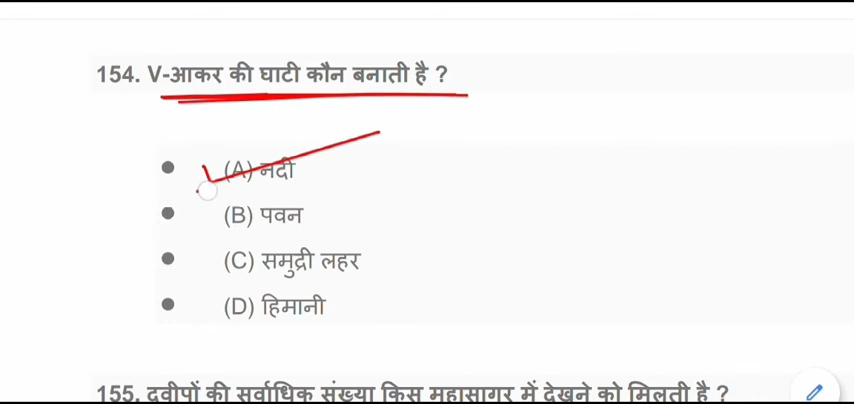 154. V-आकर की घाटी कौन बनाती है ?
(A) नदी
(B) पवन
(C) समुद्री लहर
(D) हिमानी
155. दवीपों की सर्वाधिक संख्या किस महासागर में देखने को मिलती है ?